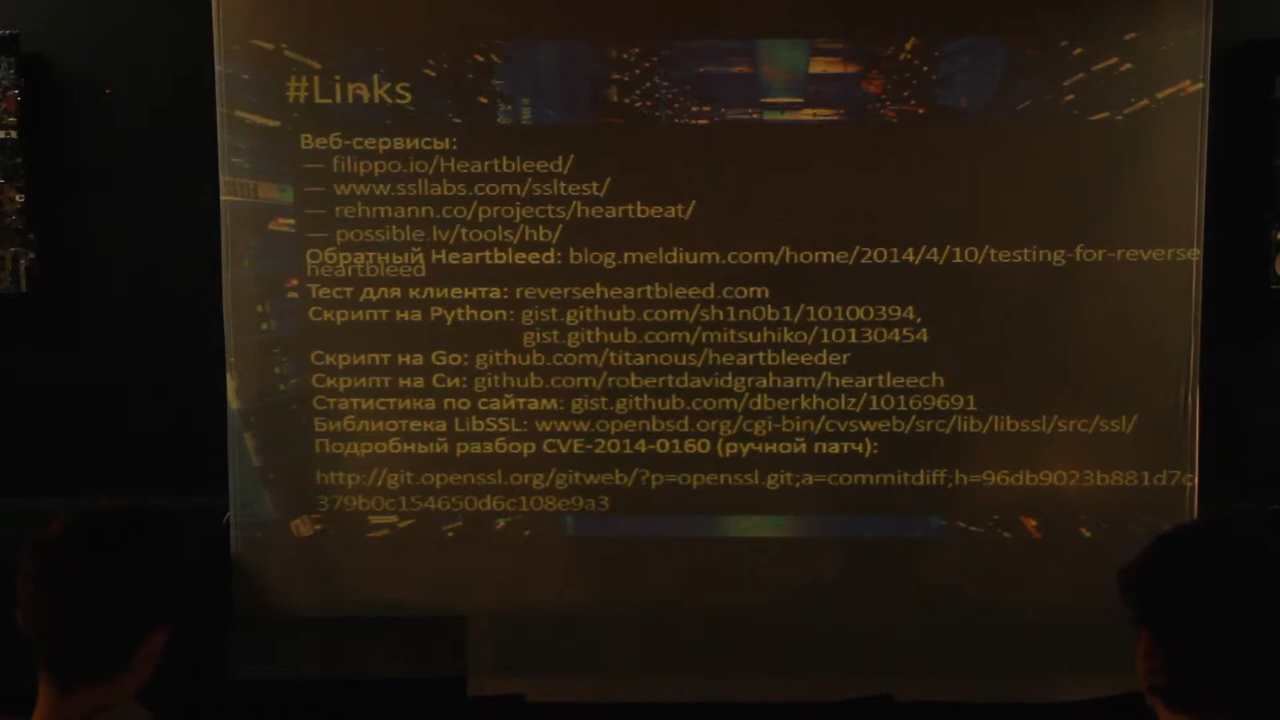 #Links
Веб-сервисы:
— filippo.io/Heartbleed/
— www.ssllabs.com/ssltest/
— rehmann.co/projects/heartbeat/
— possible.lv/tools/hb/
Обратный Heartbleed: blog.meldium.com/home/2014/4/10/testing-for-reverse
heartbleed
Тест для клиента: reverseheartbleed.com
Скрипт на Python: gist.github.com/sh1n0b1/10100394,
gist.github.com/mitsuhiko/10130454
Скрипт на Go: github.com/titanous/heartbleeder
Скрипт на Си: github.com/robertdavidgraham/heartleech
Статистика по сайтам: gist.github.com/dberkholz/10169691
Библиотека LibSSL: www.openbsd.org/cgi-bin/cvsweb/src/lib/libssl/src/ssl/
Подробный разбор CVE-2014-0160 (ручной патч):
http://git.openssl.org/gitweb/?p=openssl.git;a=commitdiff;h=96db9023b881d7c
379b0c154650d6c108e9a3